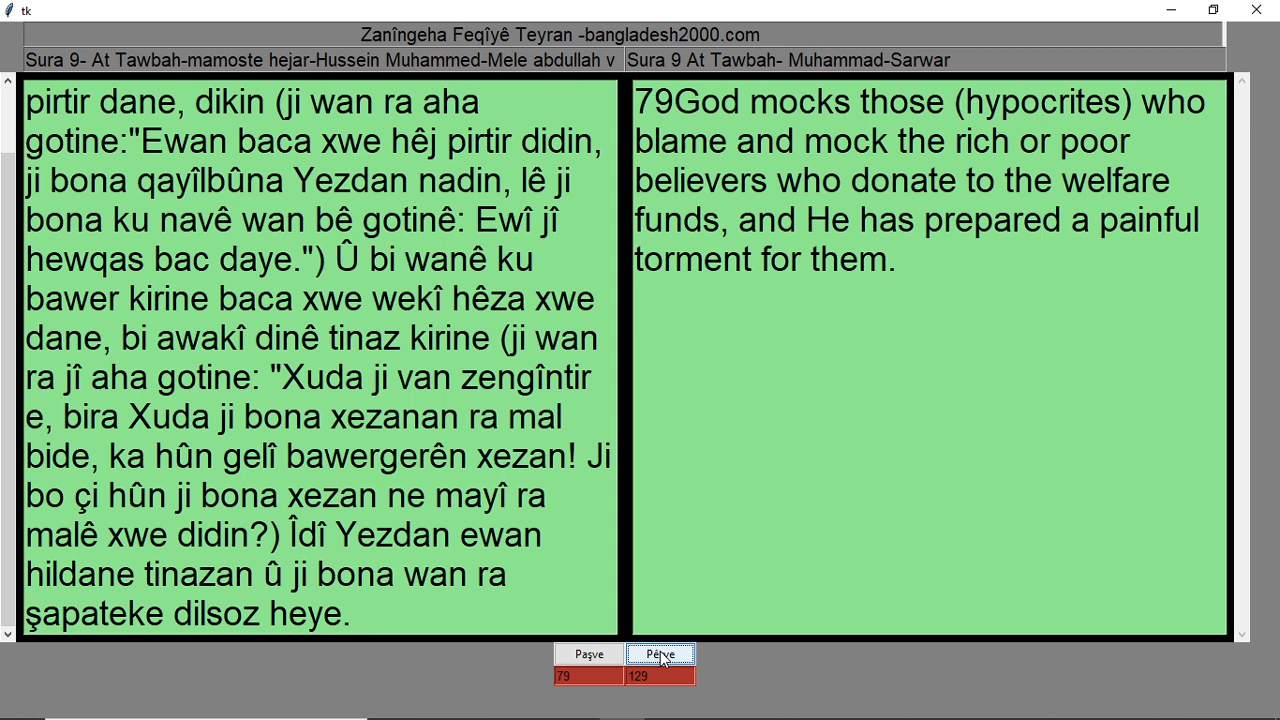 tk
Zanîngeha Feqîyê Teyran -bangladesh2000.com
Sura 9- At Tawbah-mamoste hejar-Hussein Muhammed-Mele abdullah v
Sura 9 At Tawbah- Muhammad-Sarwar
pirtir dane, dikin (ji wan ra aha
gotine:"Ewan baca xwe hêj pirtir didin,
ji bona qayîlbûna Yezdan nadin, lê ji
bona ku navê wan bê gotinê: Ewî jî
hewqas bac daye.") Û bi wanê ku
bawer kirine baca xwe wekî hêza xwe
dane, bi awakî dinê tinaz kirine (ji wan
ra jî aha gotine: "Xuda ji van zengîntir
e, bira Xuda ji bona xezanan ra mal
bide, ka hûn gelî bawergerên xezan! Ji
bo çi hûn ji bona xezan ne mayî ra
malê xwe didin?) Îdî Yezdan ewan
hildane tinazan û ji bona wan ra
şapateke dilsoz heye.
79God mocks those (hypocrites) who
blame and mock the rich or poor
believers who donate to the welfare
funds, and He has prepared a painful
torment for them.
Paşve
Pêşve
79
129